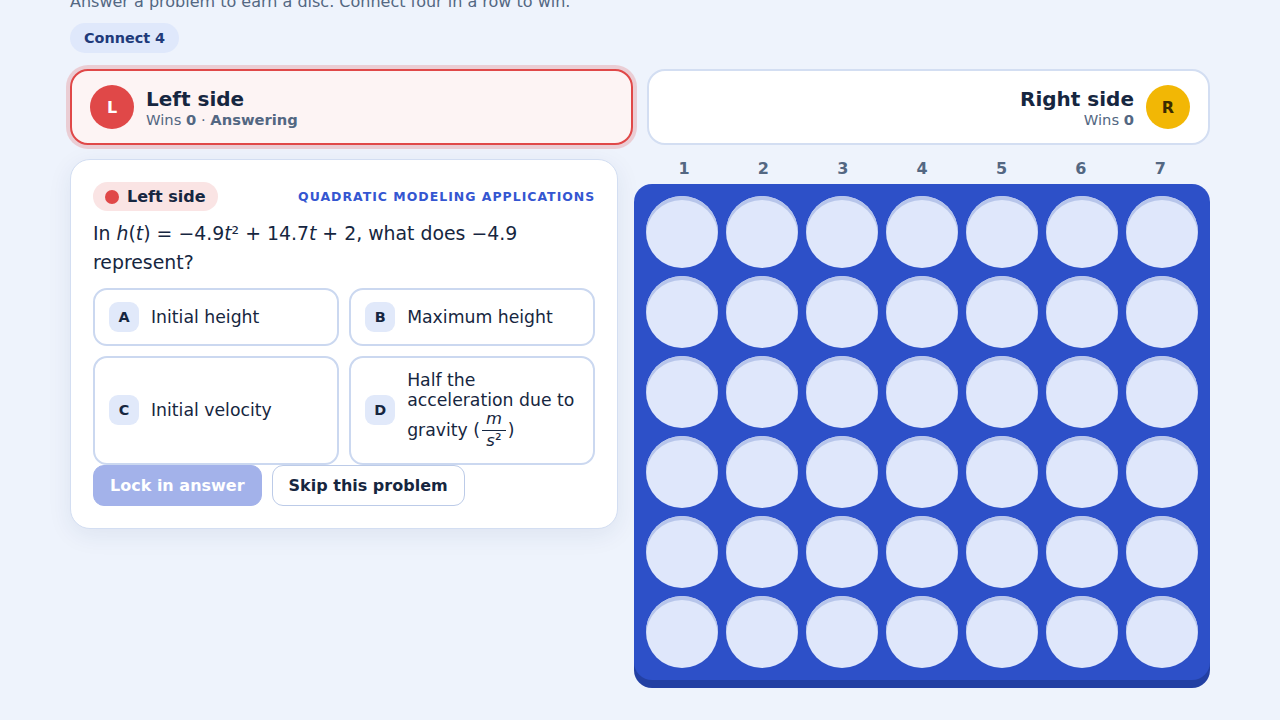 Answer a problem to earn a disc. Connect four in a row to win.
Connect 4
L
Left side
Wins 0 · Answering
Right side
Wins 0
R
Left side
QUADRATIC MODELING APPLICATIONS
In h(t) = −4.9t² + 14.7t + 2, what does −4.9
represent?
A Initial height
B Maximum height
C Initial velocity
D Half the
acceleration due to
gravity (m/s²)
Lock in answer
Skip this problem
1 2 3 4 5 6 7